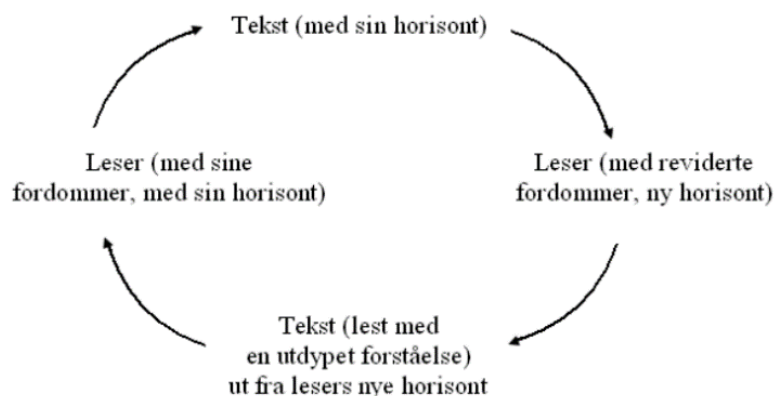 Tekst (med sin horisont)
Leser (med sine
fordommer, med sin horisont)
Leser (med reviderte
fordommer, ny horisont)
Tekst (lest med
en utdypet forståelse)
ut fra lesers nye horisont